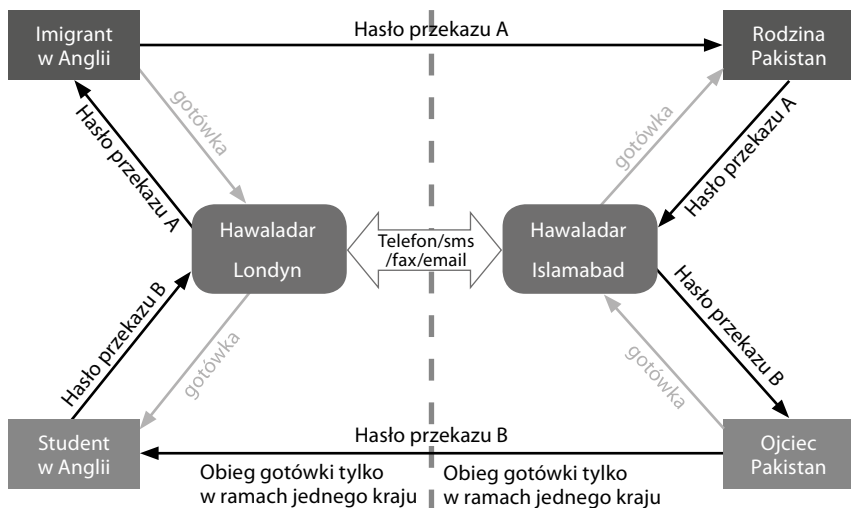 Imigrant
w Anglii
Hasło przekazu A
Rodzina
Pakistan
gotówka
Hasło przekazu A
gotówka
Hasło przekazu A
Hawaladar
Londyn
Telefon/sms
/fax/email
Hawaladar
Islamabad
Hasło przekazu B
gotówka
gotówka
Hasło przekazu B
Student
w Anglii
Hasło przekazu B
Ojciec
Pakistan
Obieg gotówki tylko
w ramach jednego kraju
Obieg gotówki tylko
w ramach jednego kraju